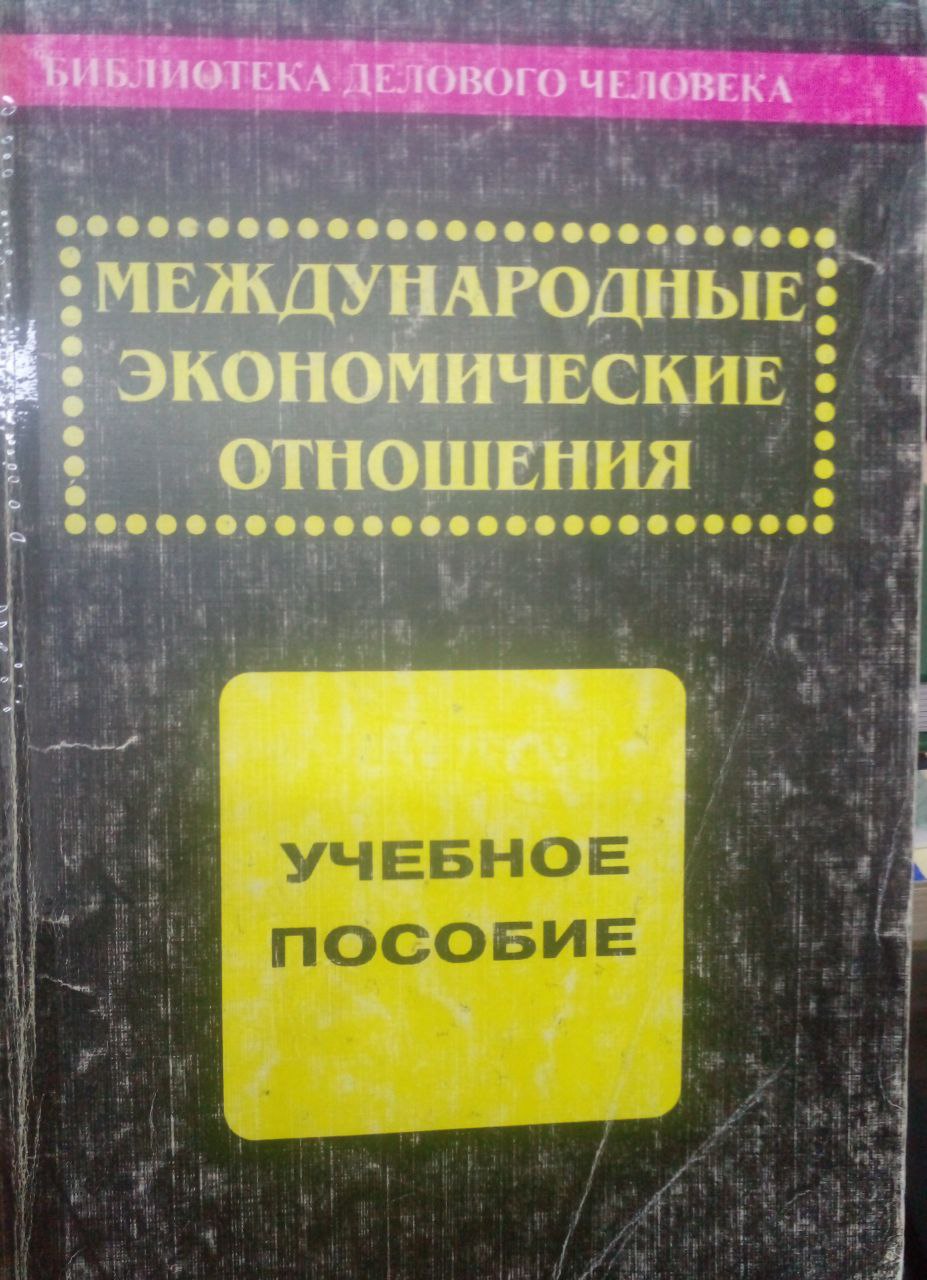 БИБЛИОТЕКА ДЕЛОВОГО ЧЕЛОВЕКА
МЕЖДУНАРОДНЫЕ
ЭКОНОМИЧЕСКИЕ
ОТНОШЕНИЯ
УЧЕБНОЕ
ПОСОБИЕ